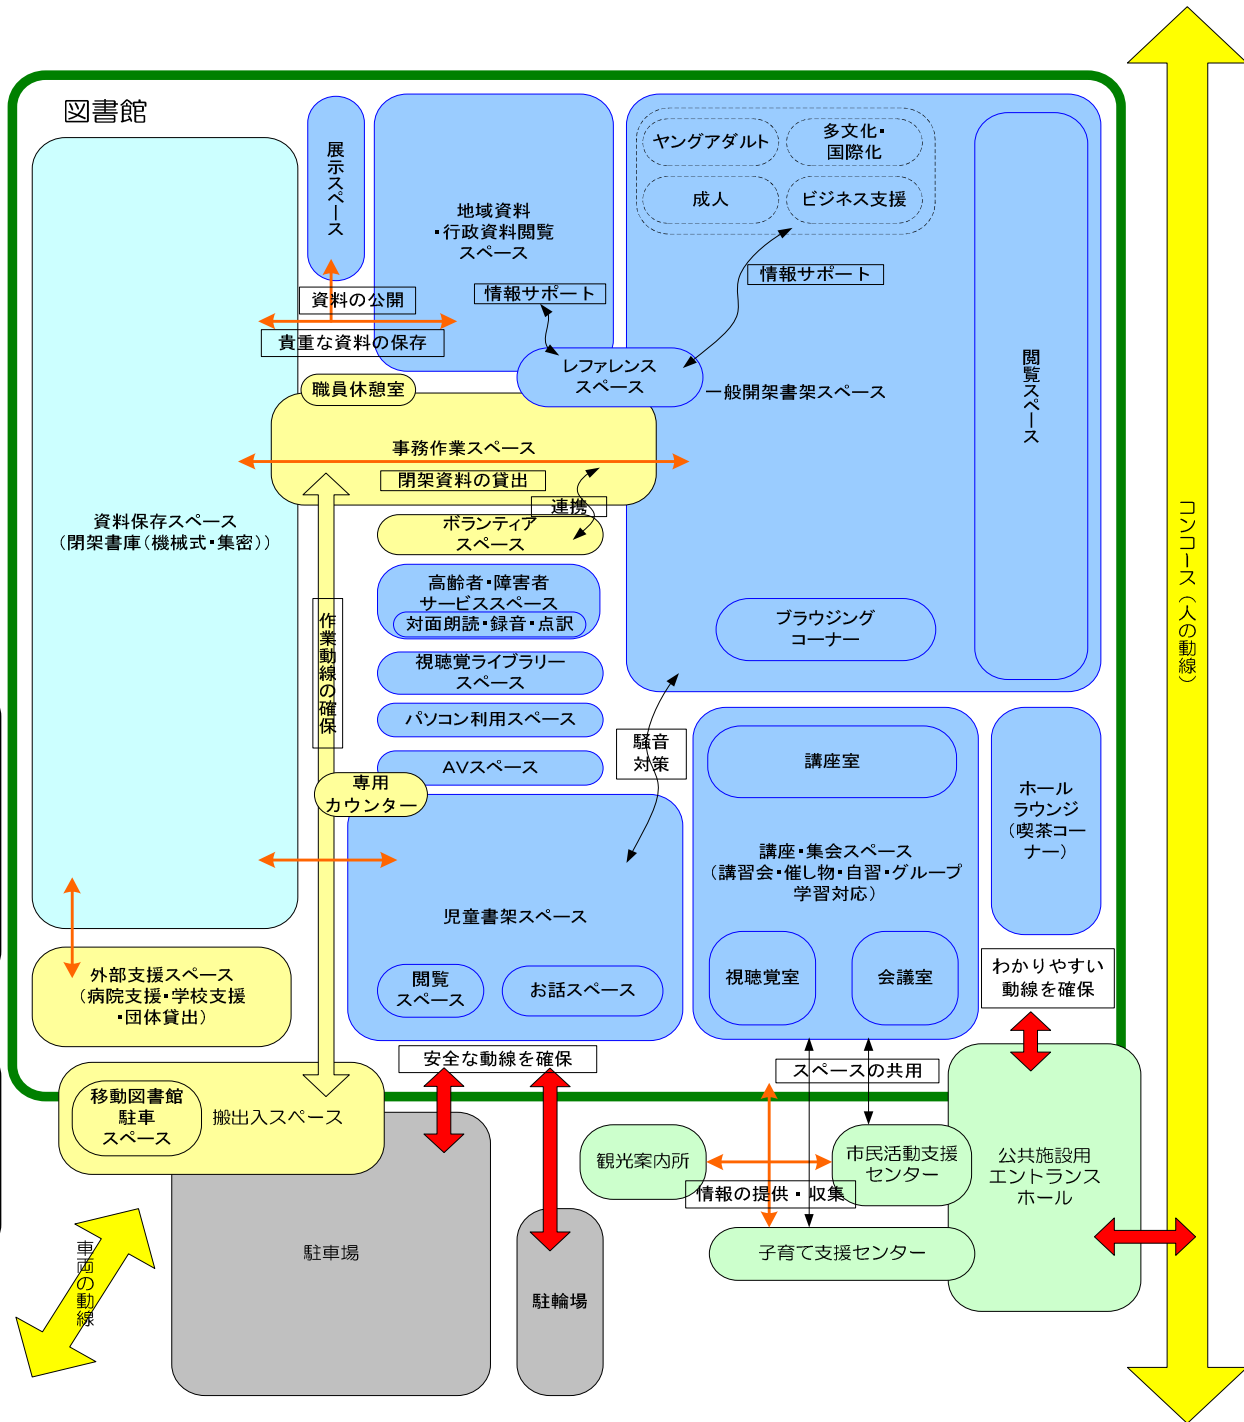 図書館
展
示
ス
ペ
ー
ス
地域資料
・行政資料閲覧
スペース
ヤングアダルト
多文化・
国際化
成人
ビジネス支援
情報サポート
情報サポート
資料の公開
貴重な資料の保存
レファレンス
スペース
一般開架書架スペース
閲覧スペース
職員休憩室
事務作業スペース
閉架資料の貸出
連携
ボランティア
スペース
資料保存スペース
（閉架書庫（機械式・集密））
高齢者・障害者
サービススペース
対面朗読・録音・点訳
視聴覚ライブラリー
スペース
パソコン利用スペース
AVスペース
作業動線の確保
専用
カウンター
ブラウジング
コーナー
騒音
対策
講座室
講座・集会スペース
（講習会・催し物・自習・グループ
学習対応）
視聴覚室
会議室
ホール
ラウンジ
（喫茶コー
ナー）
コンコース（人の動線）
児童書架スペース
閲覧
スペース
お話スペース
外部支援スペース
（病院支援・学校支援
・団体貸出）
わかりやすい
動線を確保
安全な動線を確保
スペースの共用
移動図書館
駐車
スペース
搬出入スペース
観光案内所
市民活動支援
センター
公共施設用
エントランス
ホール
情報の提供・収集
子育て支援センター
駐車場
駐輪場
車両の動線